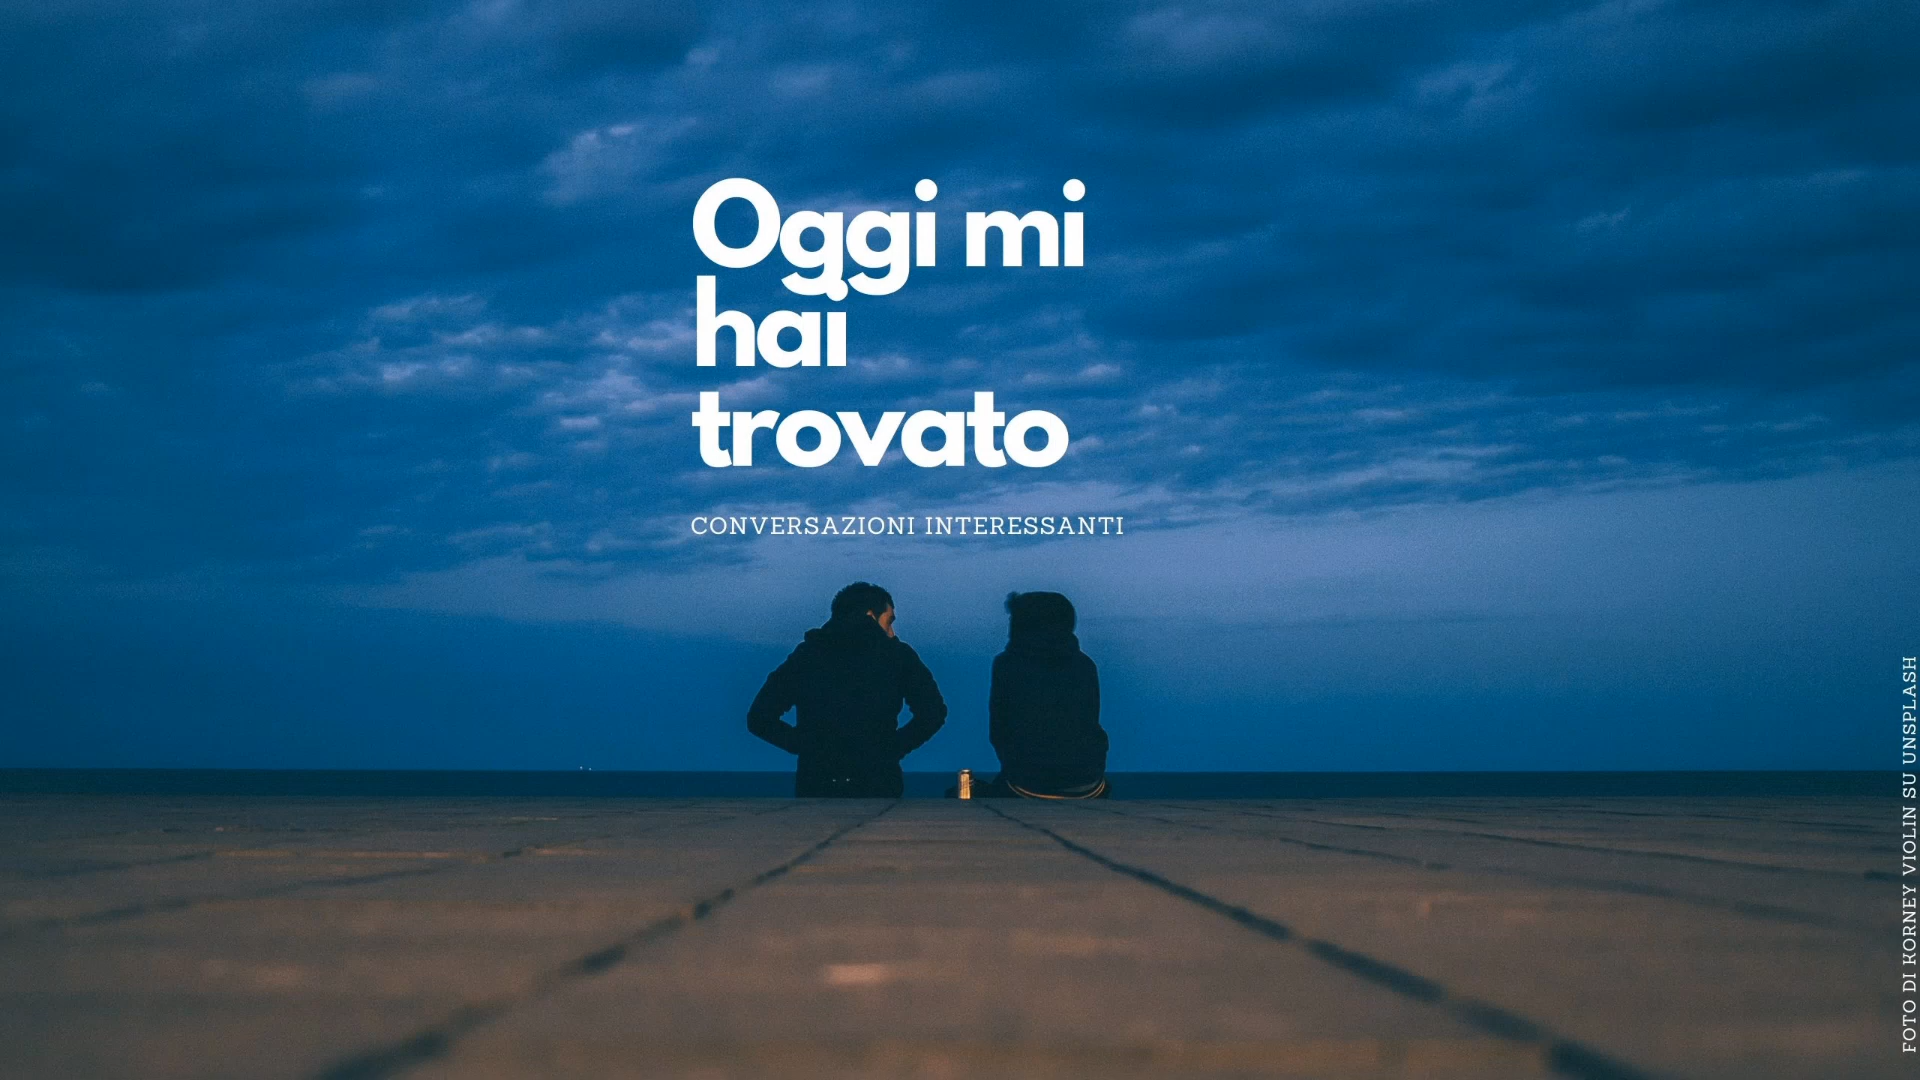 Oggi mi
hai
trovato
CONVERSAZIONI INTERESSANTI
FOTO DI KORNEY VIOLIN SU UNSPLASH